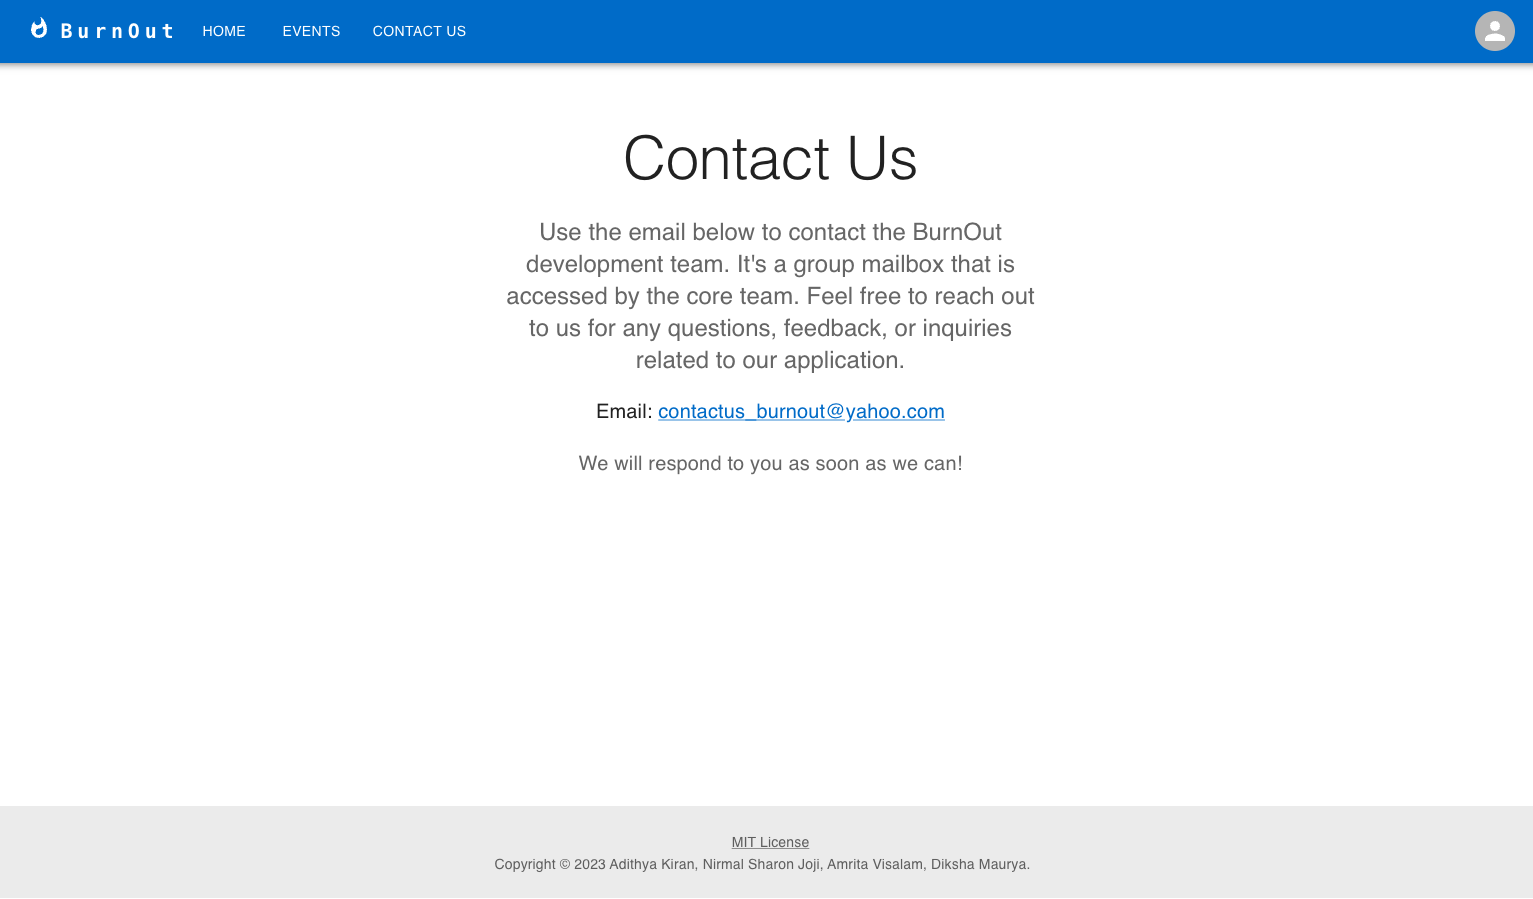 BurnOut HOME EVENTS CONTACT US
Contact Us
Use the email below to contact the BurnOut
development team. It's a group mailbox that is
accessed by the core team. Feel free to reach out
to us for any questions, feedback, or inquiries
related to our application.
Email: contactus_burnout@yahoo.com
We will respond to you as soon as we can!
MIT License
Copyright © 2023 Adithya Kiran, Nirmal Sharon Joji, Amrita Visalam, Diksha Maurya.